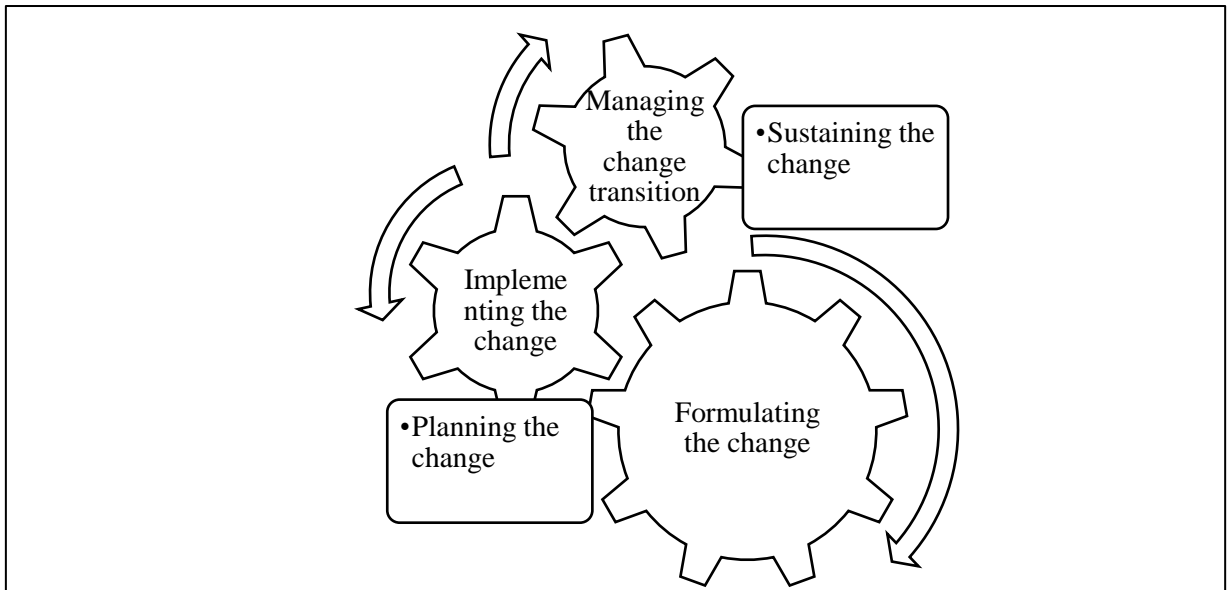 Managing
the
change
transition
•Sustaining the
change
Impleme
nting the
change
•Planning the
change
Formulating
the change